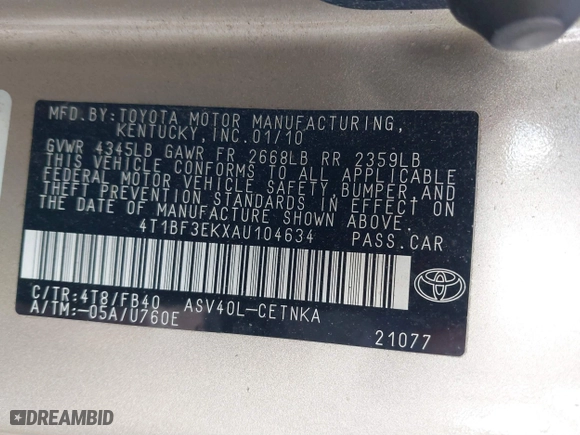 MFD.BY:TOYOTA MOTOR MANUFACTURING,
KENTUCKY, INC. 01/10
GVWR 4345LB GAWR FR 2668LB RR 2359LB
THIS VEHICLE CONFORMS TO ALL APPLICABLE
FEDERAL MOTOR VEHICLE SAFETY, BUMPER AND
THEFT PREVENTION STANDARDS IN EFFECT ON
THE DATE OF MANUFACTURE SHOWN ABOVE.
4T1BF3EKXAU104634 PASS.CAR
C/TR:4T8/FB40 ASV40L-CETNKA
A/TM:-05A/U760E
21077
TOYOTA
DREAMBID